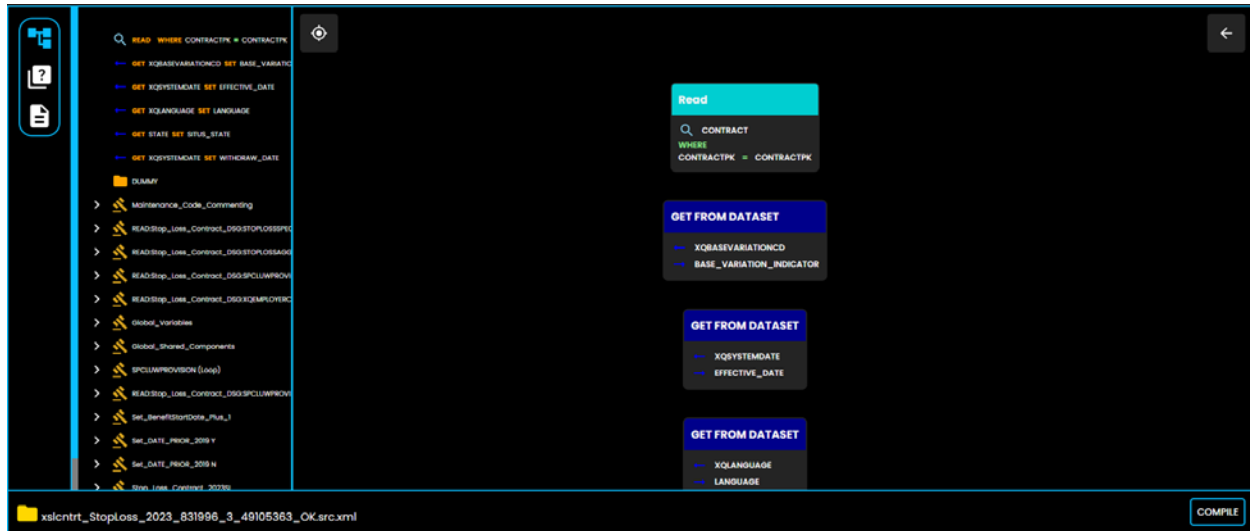 READ WHERE CONTRACTPK = CONTRACTPK
GET XQBASEVARIATIONCD SET BASE_VARIATIO
GET XQSYSTEMDATE SET EFFECTIVE_DATE
GET XQLANGUAGE SET LANGUAGE
GET STATE SET SITUS_STATE
GET XQSYSTEMDATE SET WITHDRAW_DATE
DUMMY
Maintenance_Code_Commenting
READ:Stop_Loss_Contract_DSG:STOPLOSSSPEC
READ:Stop_Loss_Contract_DSG:STOPLOSSAGG
READ:Stop_Loss_Contract_DSG:SPCLUWPROVI
READ:Stop_Loss_Contract_DSG:XQEMPLOYERC
Global_Variables
Global_Shared_Components
SPCLUWPROVISION (Loop)
READ:Stop_Loss_Contract_DSG:SPCLUWPROVI
Set_BenefitStartDate_Plus_1
Set_DATE_PRIOR_2019 Y
Set_DATE_PRIOR_2019 N
Stop_Loss_Contract_2023SL
Read
CONTRACT
WHERE
CONTRACTPK = CONTRACTPK
GET FROM DATASET
XQBASEVARIATIONCD
BASE_VARIATION_INDICATOR
GET FROM DATASET
XQSYSTEMDATE
EFFECTIVE_DATE
GET FROM DATASET
XQLANGUAGE
LANGUAGE
xslcntrt_StopLoss_2023_831996_3_49105363_OK.src.xml
COMPILE